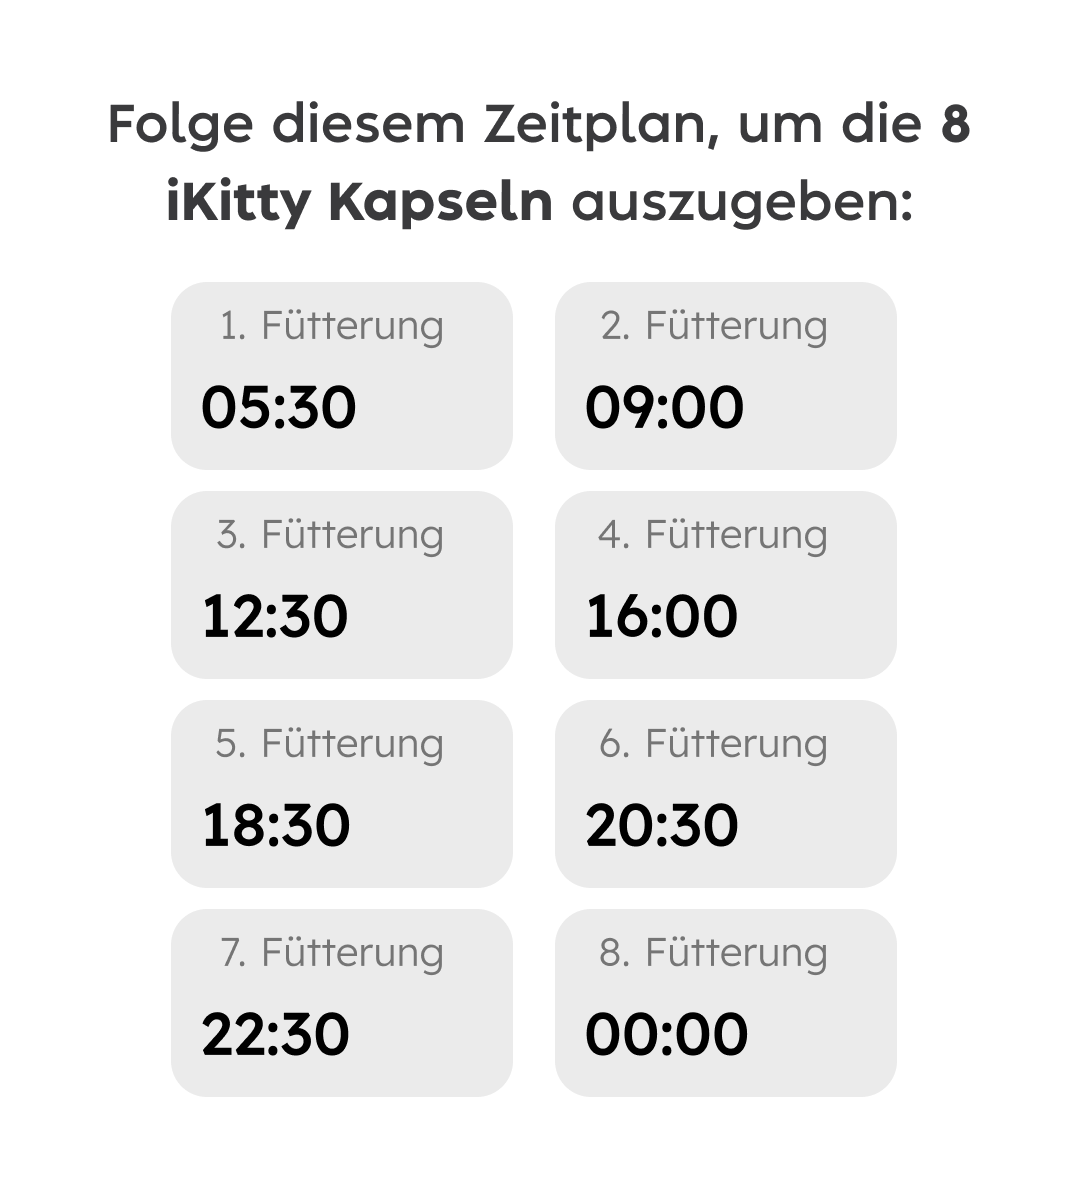 Folge diesem Zeitplan, um die 8
iKitty Kapseln auszugeben:
1. Fütterung
05:30
2. Fütterung
09:00
3. Fütterung
12:30
4. Fütterung
16:00
5. Fütterung
18:30
6. Fütterung
20:30
7. Fütterung
22:30
8. Fütterung
00:00